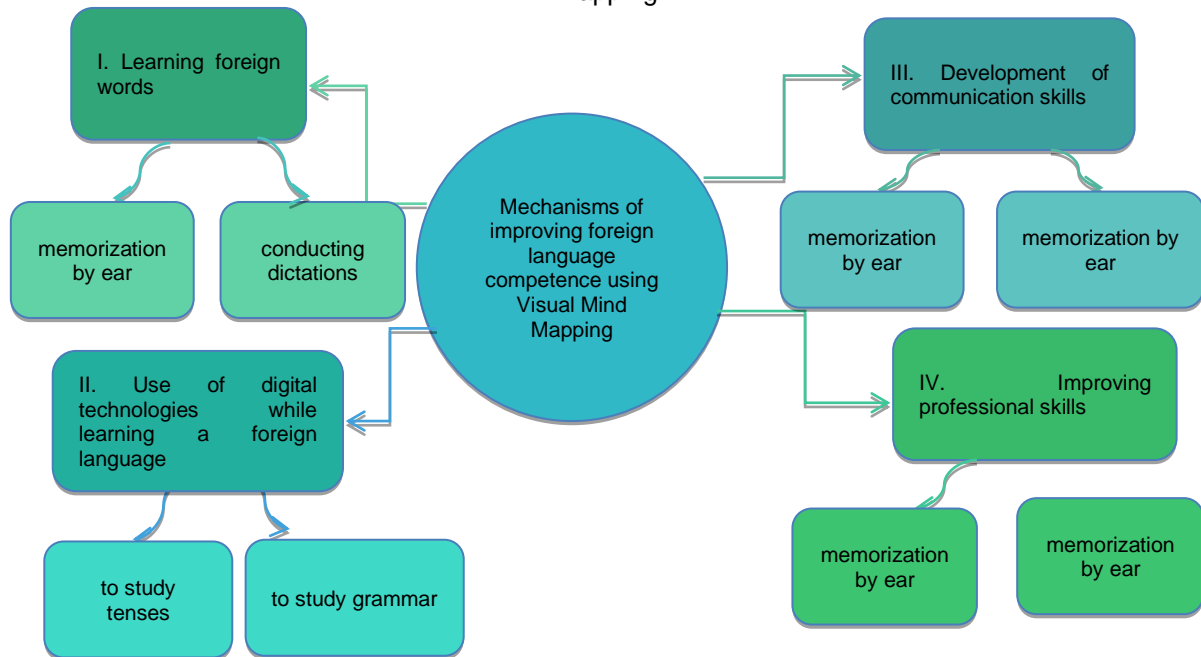 apping
I. Learning foreign
words
memorization
by ear
conducting
dictations
II. Use of digital
technologies while
learning a foreign
language
to study
tenses
to study grammar
Mechanisms of
improving foreign
language
competence using
Visual Mind
Mapping
III. Development of
communication skills
memorization
by ear
memorization by
ear
IV. Improving
professional skills
memorization
by ear
memorization
by ear